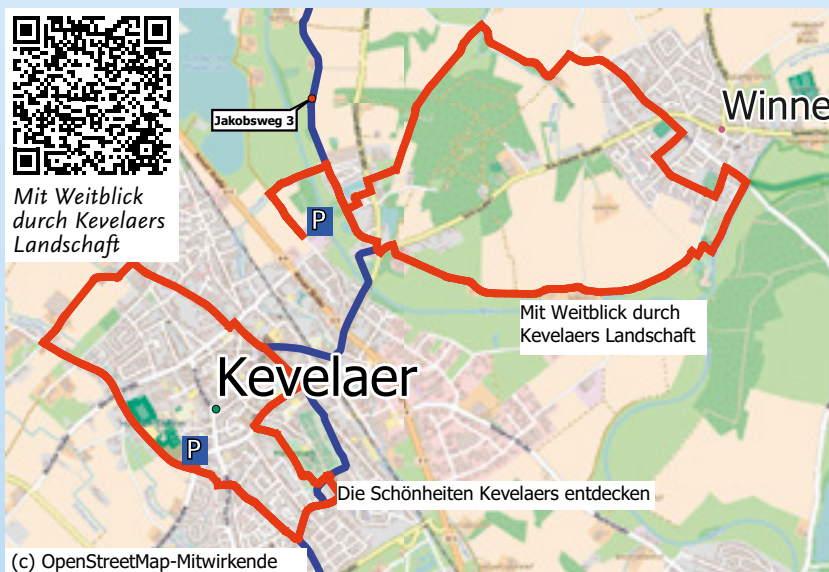 Mit Weitblick
durch Kevelaers
Landschaft
Jakobsweg 3
Winne
P
Mit Weitblick durch
Kevelaers Landschaft
Kevelaer
P
Die Schönheiten Kevelaers entdecken
(c) OpenStreetMap-Mitwirkende